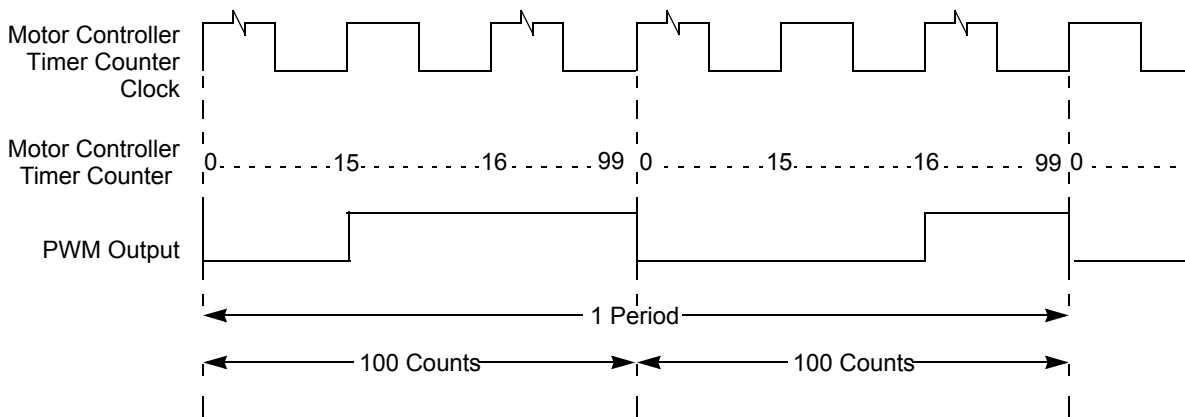 Motor Controller
Timer Counter
Clock
Motor Controller
Timer Counter
0 15 16 99 0 15 16 99 0
PWM Output
1 Period
100 Counts 100 Counts